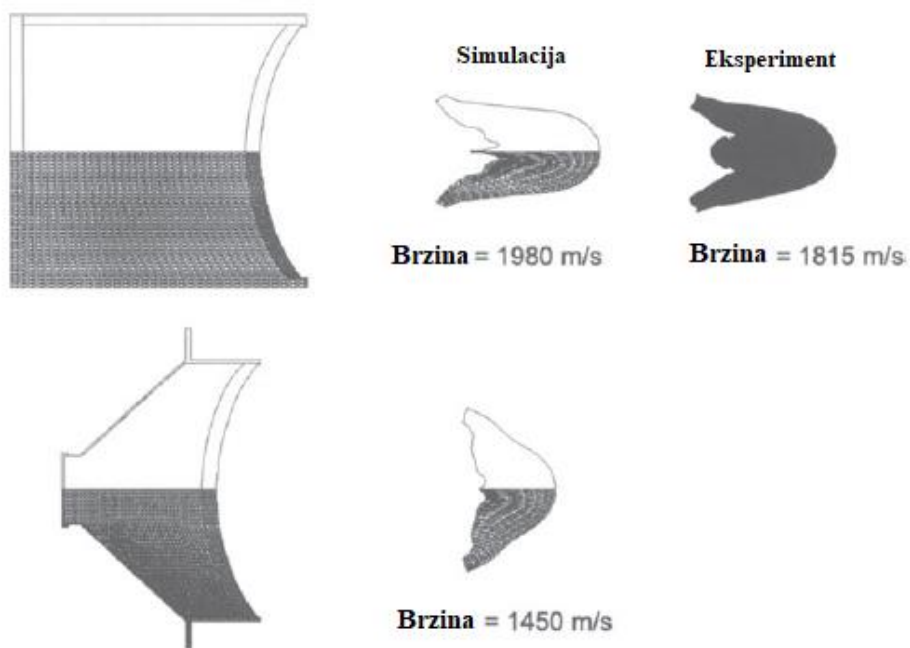 Simulacija
Eksperiment
Brzina = 1980 m/s
Brzina = 1815 m/s
Brzina = 1450 m/s